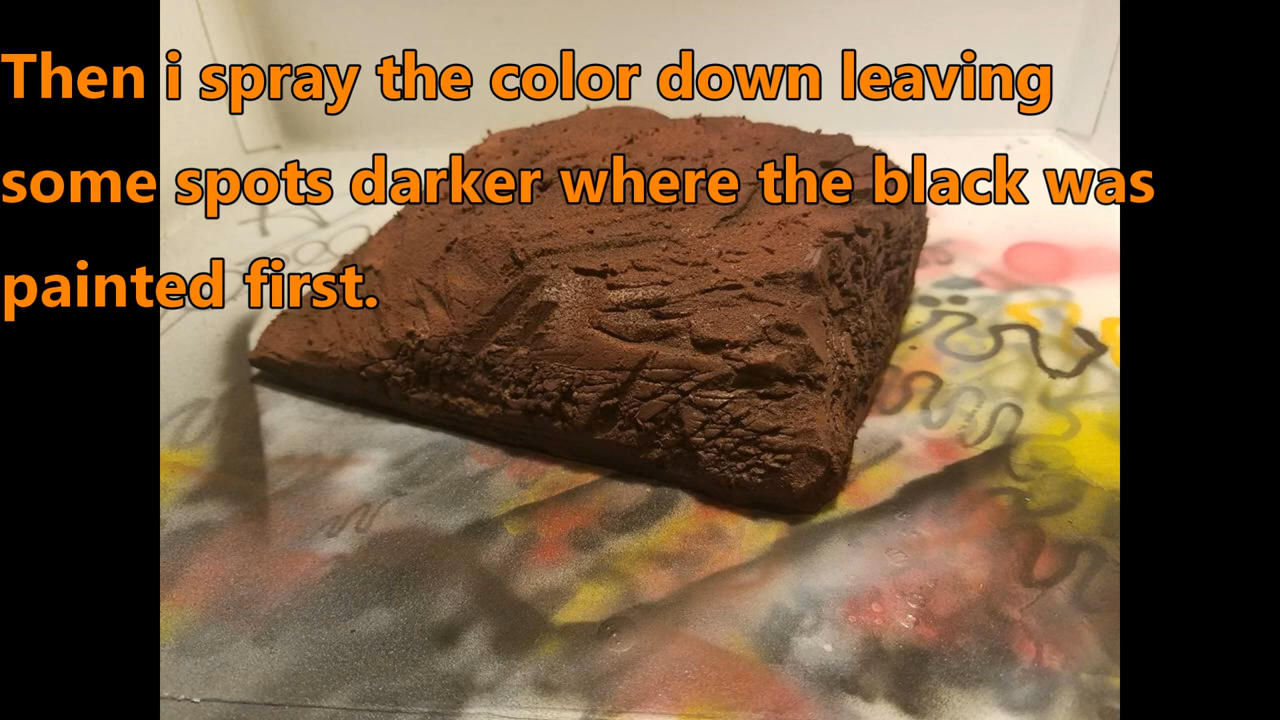 Then i spray the color down leaving
some spots darker where the black was
painted first.